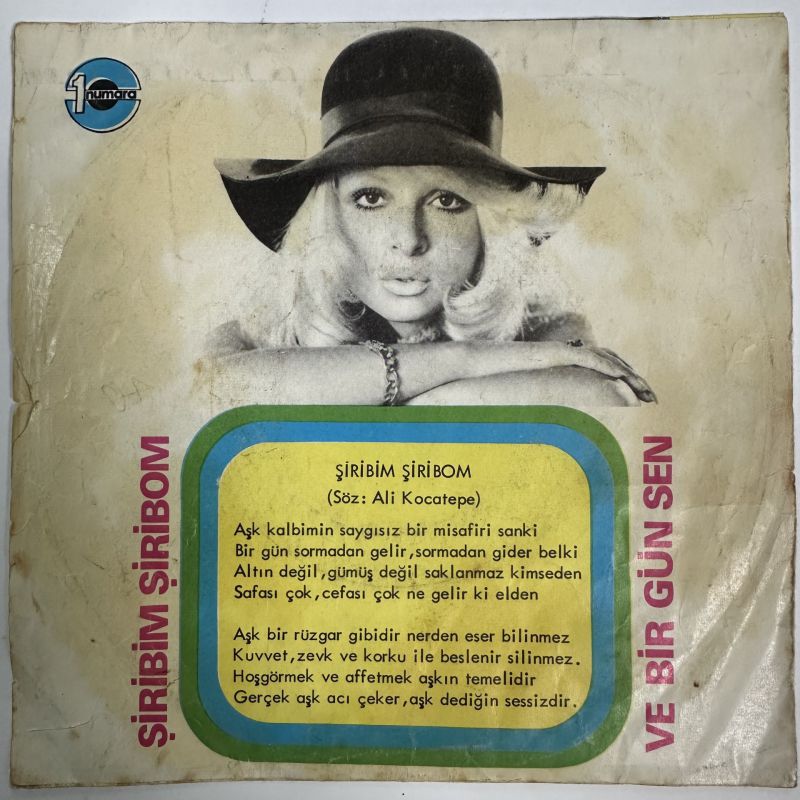 1 numara
ŞİRİBİM ŞİRİBOM
ŞİRİBİM ŞİRİBOM
(Söz: Ali Kocatepe)
Aşk kalbimin saygısız bir misafiri sanki
Bir gün sormadan gelir,sormadan gider belki
Altın değil,gümüş değil saklanmaz kimseden
Safası çok,cefası çok ne gelir ki elden
Aşk bir rüzgar gibidir nerden eser bilinmez
Kuvvet,zevk ve korku ile beslenir silinmez.
Hoşgörmek ve affetmek aşkın temelidir
Gerçek aşk acı çeker,aşk dediğin sessizdir.
VE BİR GÜN SEN